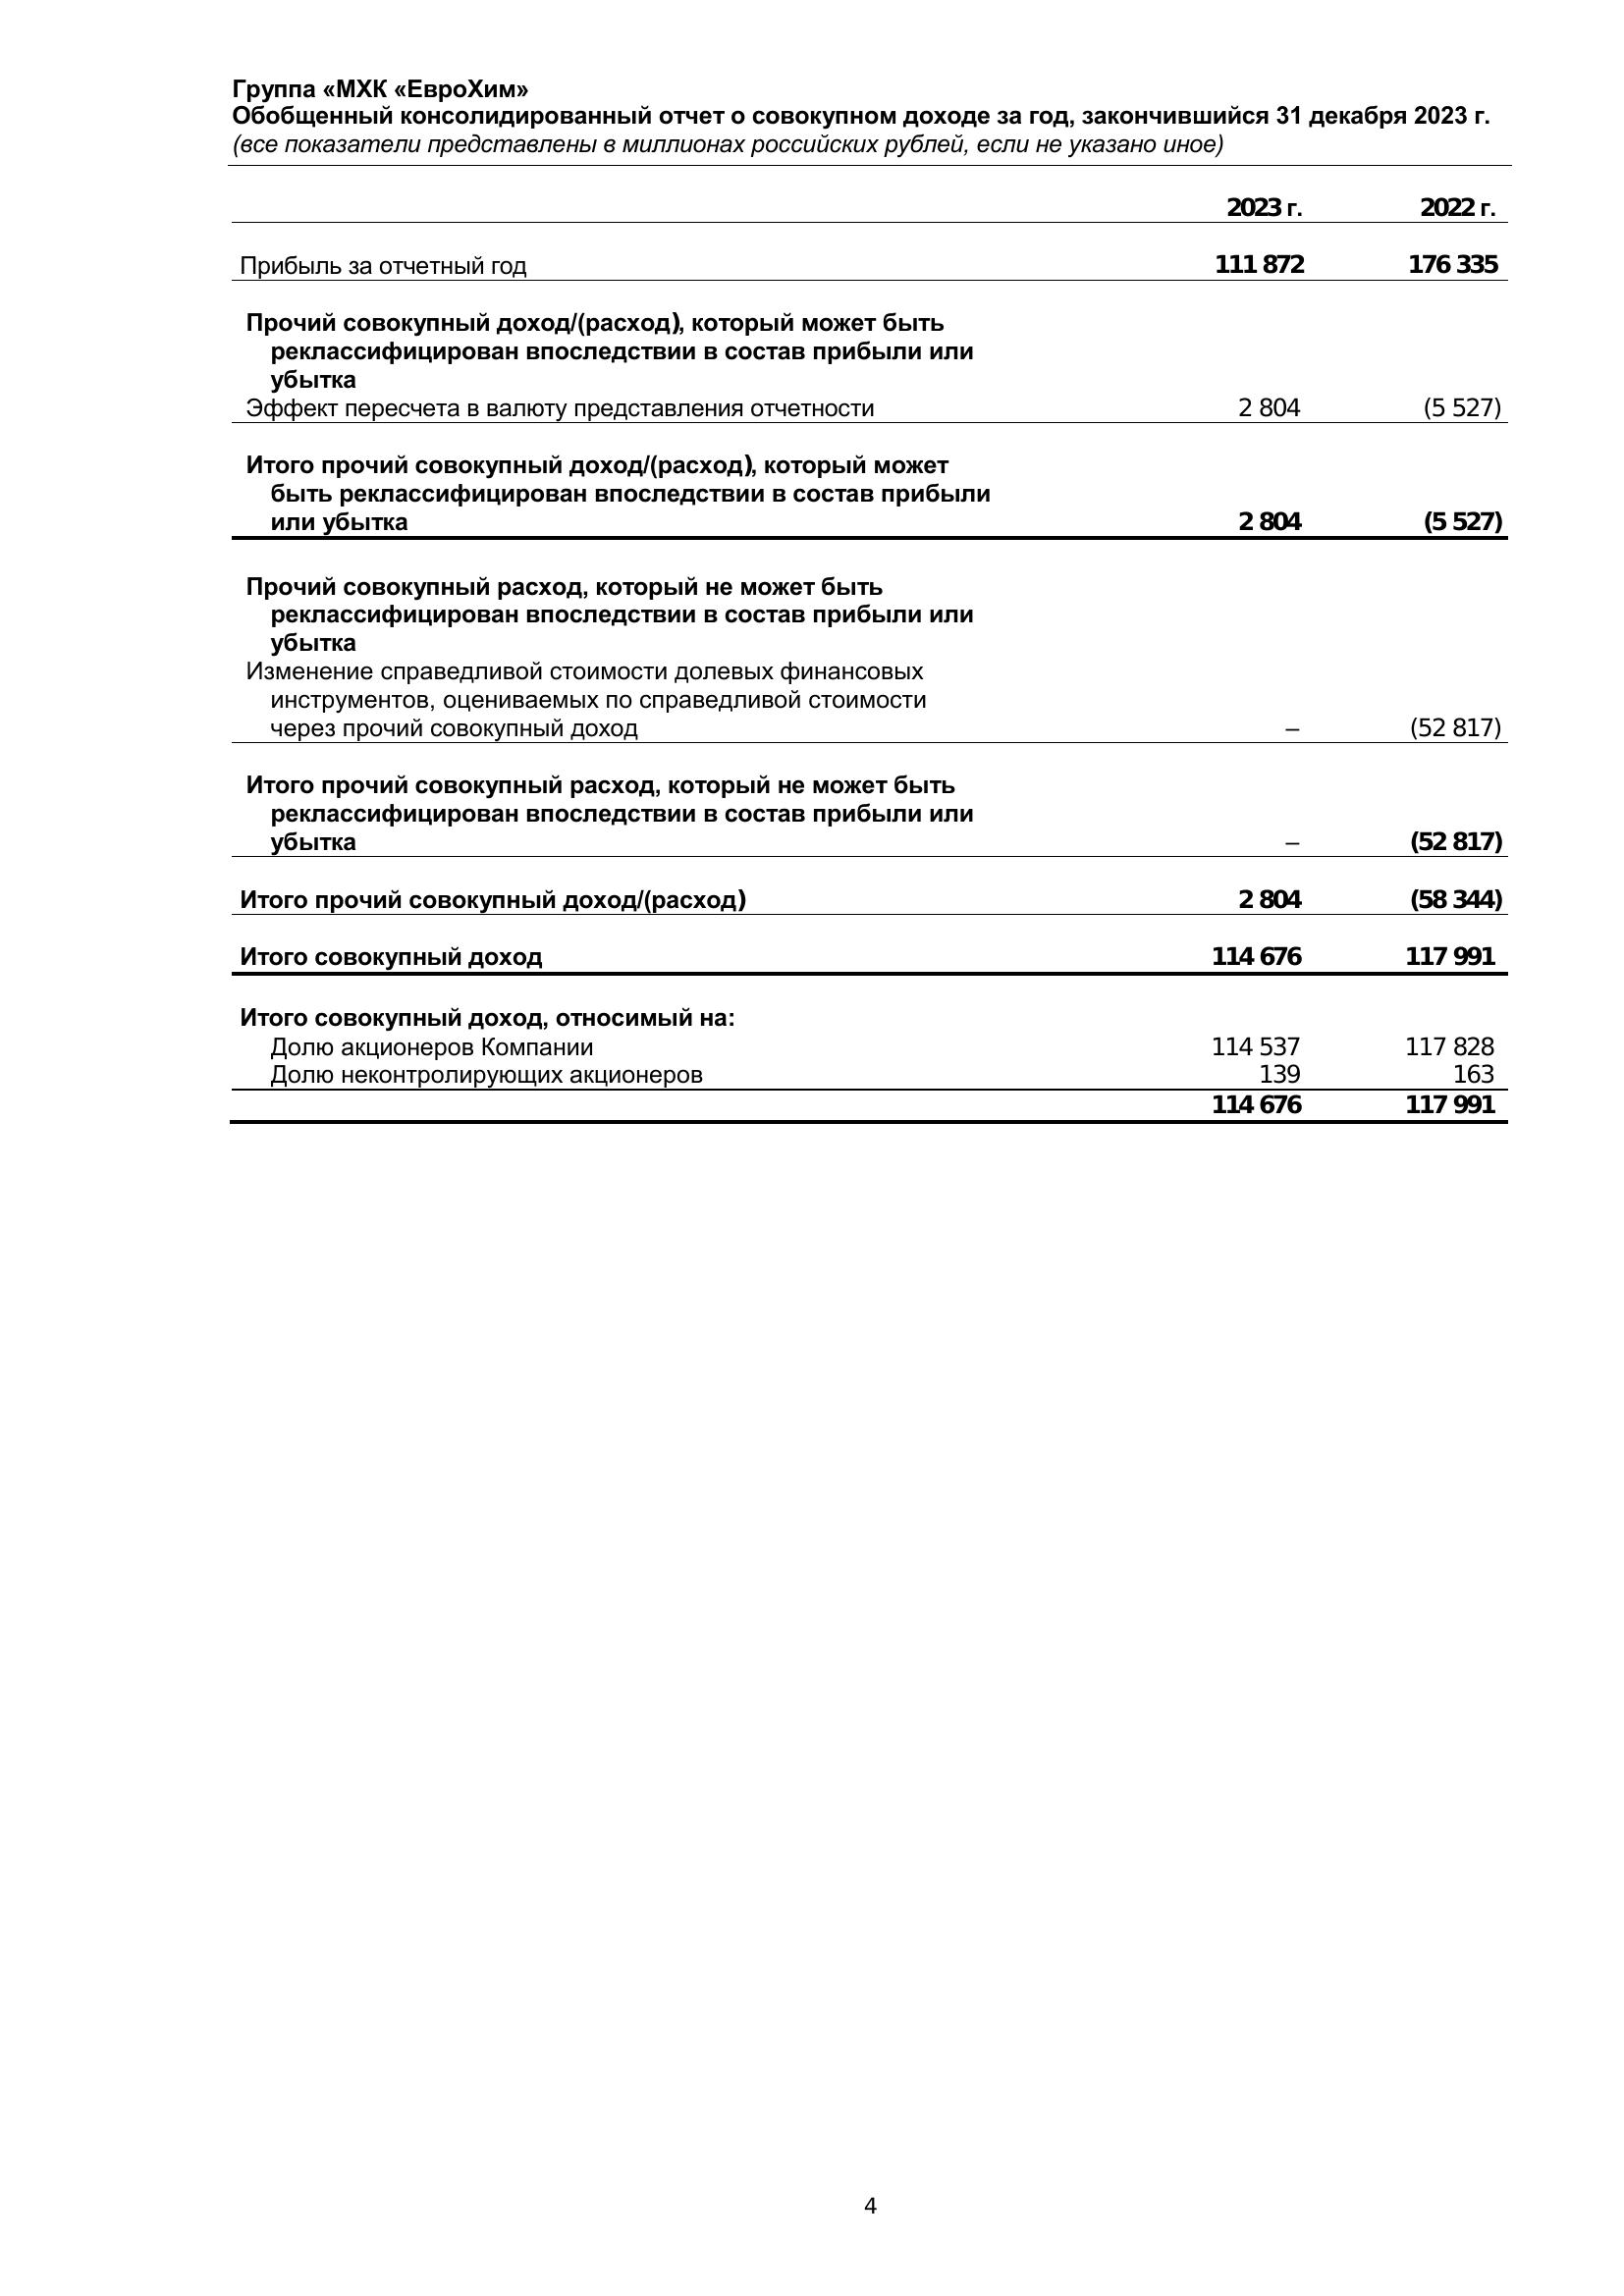 Группа «МХК «ЕвроХим»
Обобщенный консолидированный отчет о совокупном доходе за год, закончившийся 31 декабря 2023 г.
(все показатели представлены в миллионах российских рублей, если не указано иное)
2023 г. 2022 г.
Прибыль за отчетный год 111 872 176 335
Прочий совокупный доход/(расход), который может быть
реклассифицирован впоследствии в состав прибыли или
убытка
Эффект пересчета в валюту представления отчетности 2 804 (5 527)
Итого прочий совокупный доход/(расход), который может
быть реклассифицирован впоследствии в состав прибыли
или убытка 2 804 (5 527)
Прочий совокупный расход, который не может быть
реклассифицирован впоследствии в состав прибыли или
убытка
Изменение справедливой стоимости долевых финансовых
инструментов, оцениваемых по справедливой стоимости
через прочий совокупный доход – (52 817)
Итого прочий совокупный расход, который не может быть
реклассифицирован впоследствии в состав прибыли или
убытка – (52 817)
Итого прочий совокупный доход/(расход) 2 804 (58 344)
Итого совокупный доход 114 676 117 991
Итого совокупный доход, относимый на:
Долю акционеров Компании 114 537 117 828
Долю неконтролирующих акционеров 139 163
114 676 117 991
4